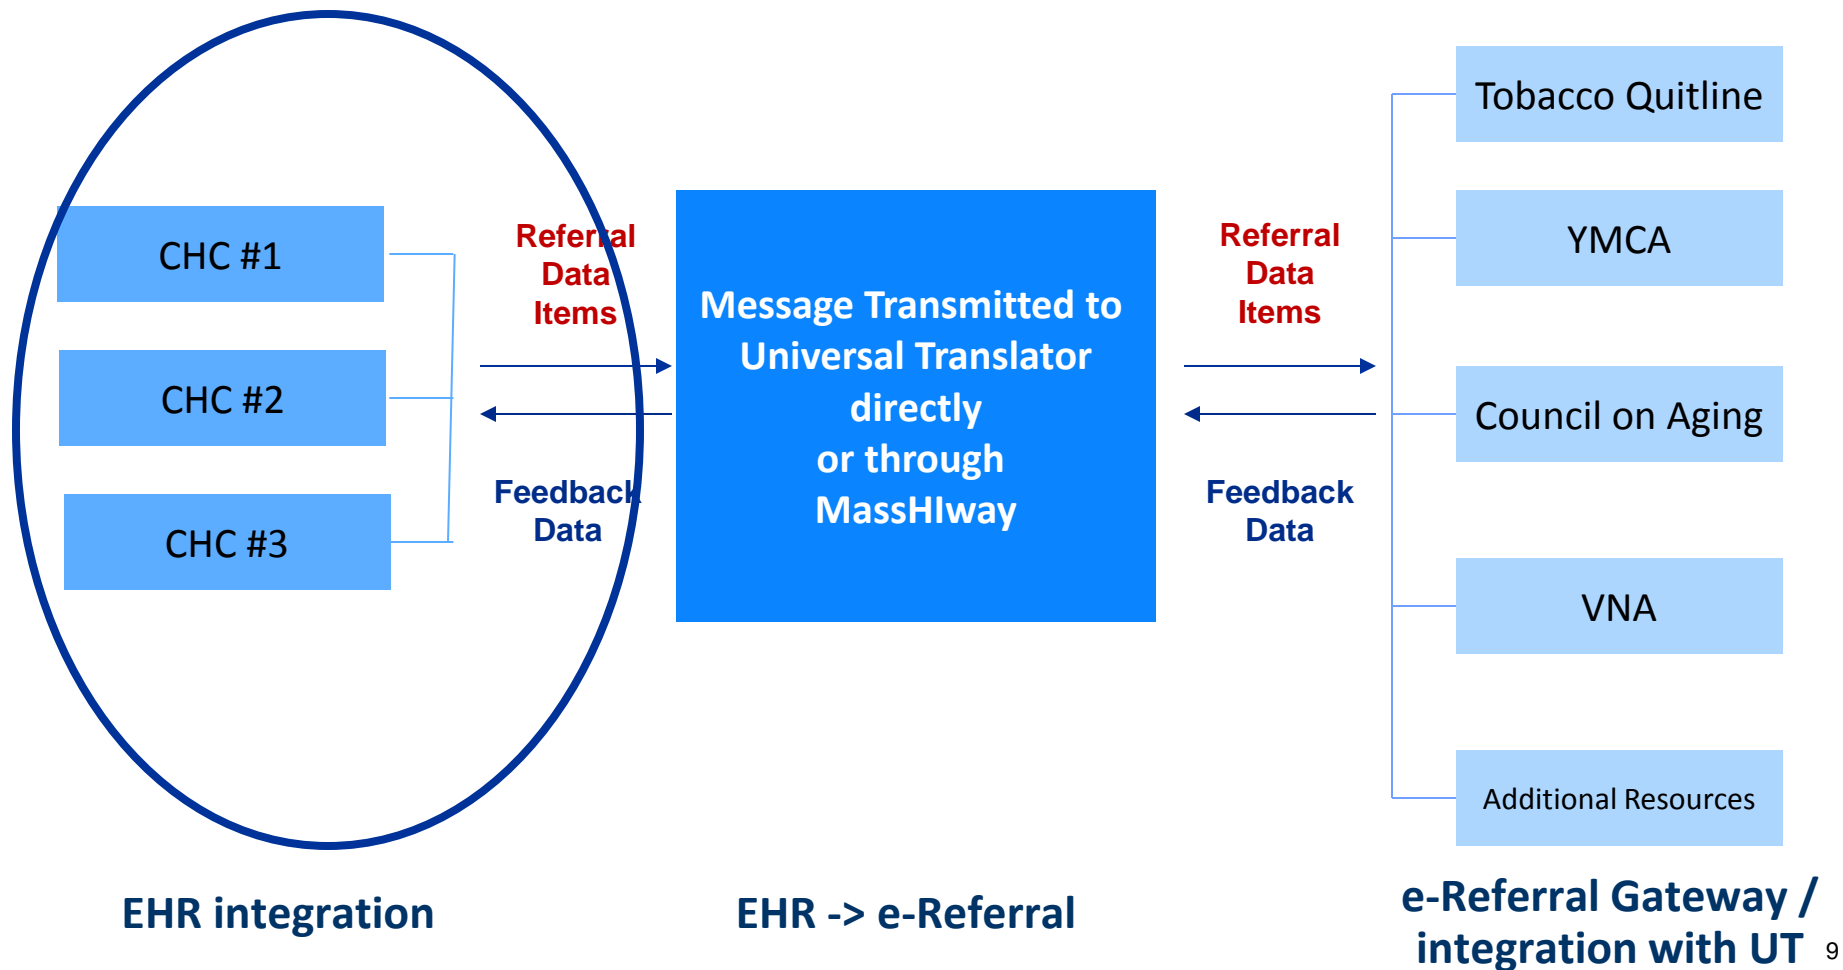 CHC #1
CHC #2
CHC #3
Referral
Data
Items
Feedback
Data
Message Transmitted to
Universal Translator
directly
or through
MassHIway
Referral
Data
Items
Feedback
Data
Tobacco Quitline
YMCA
Council on Aging
VNA
Additional Resources
EHR integration
EHR -> e-Referral
e-Referral Gateway /
integration with UT
9